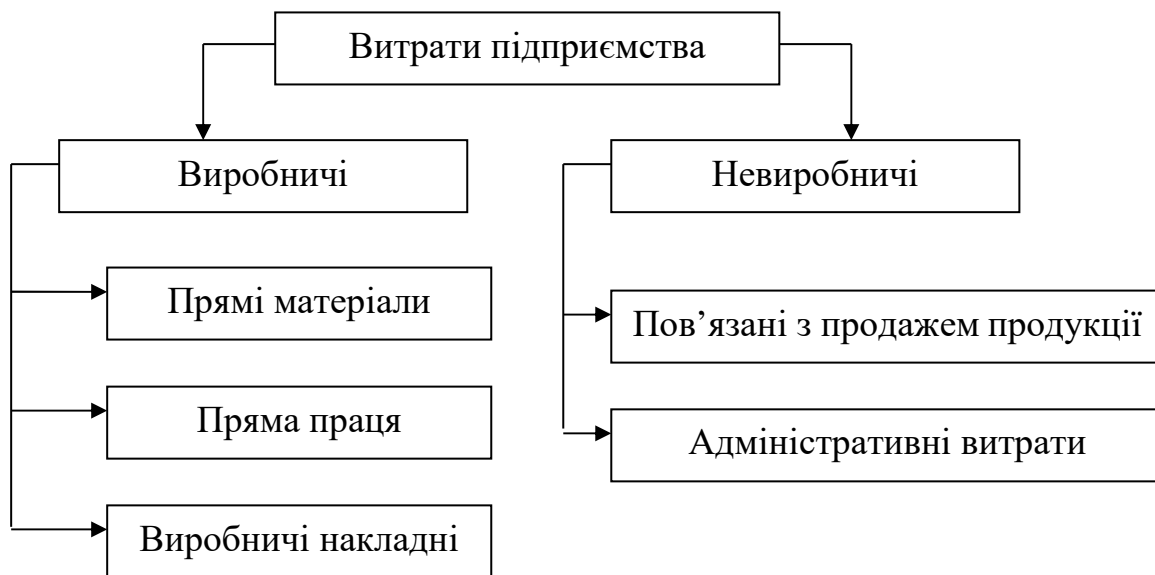 Витрати підприємства
Виробничі
Невиробничі
Прямі матеріали
Пов’язані з продажем продукції
Пряма праця
Адміністративні витрати
Виробничі накладні